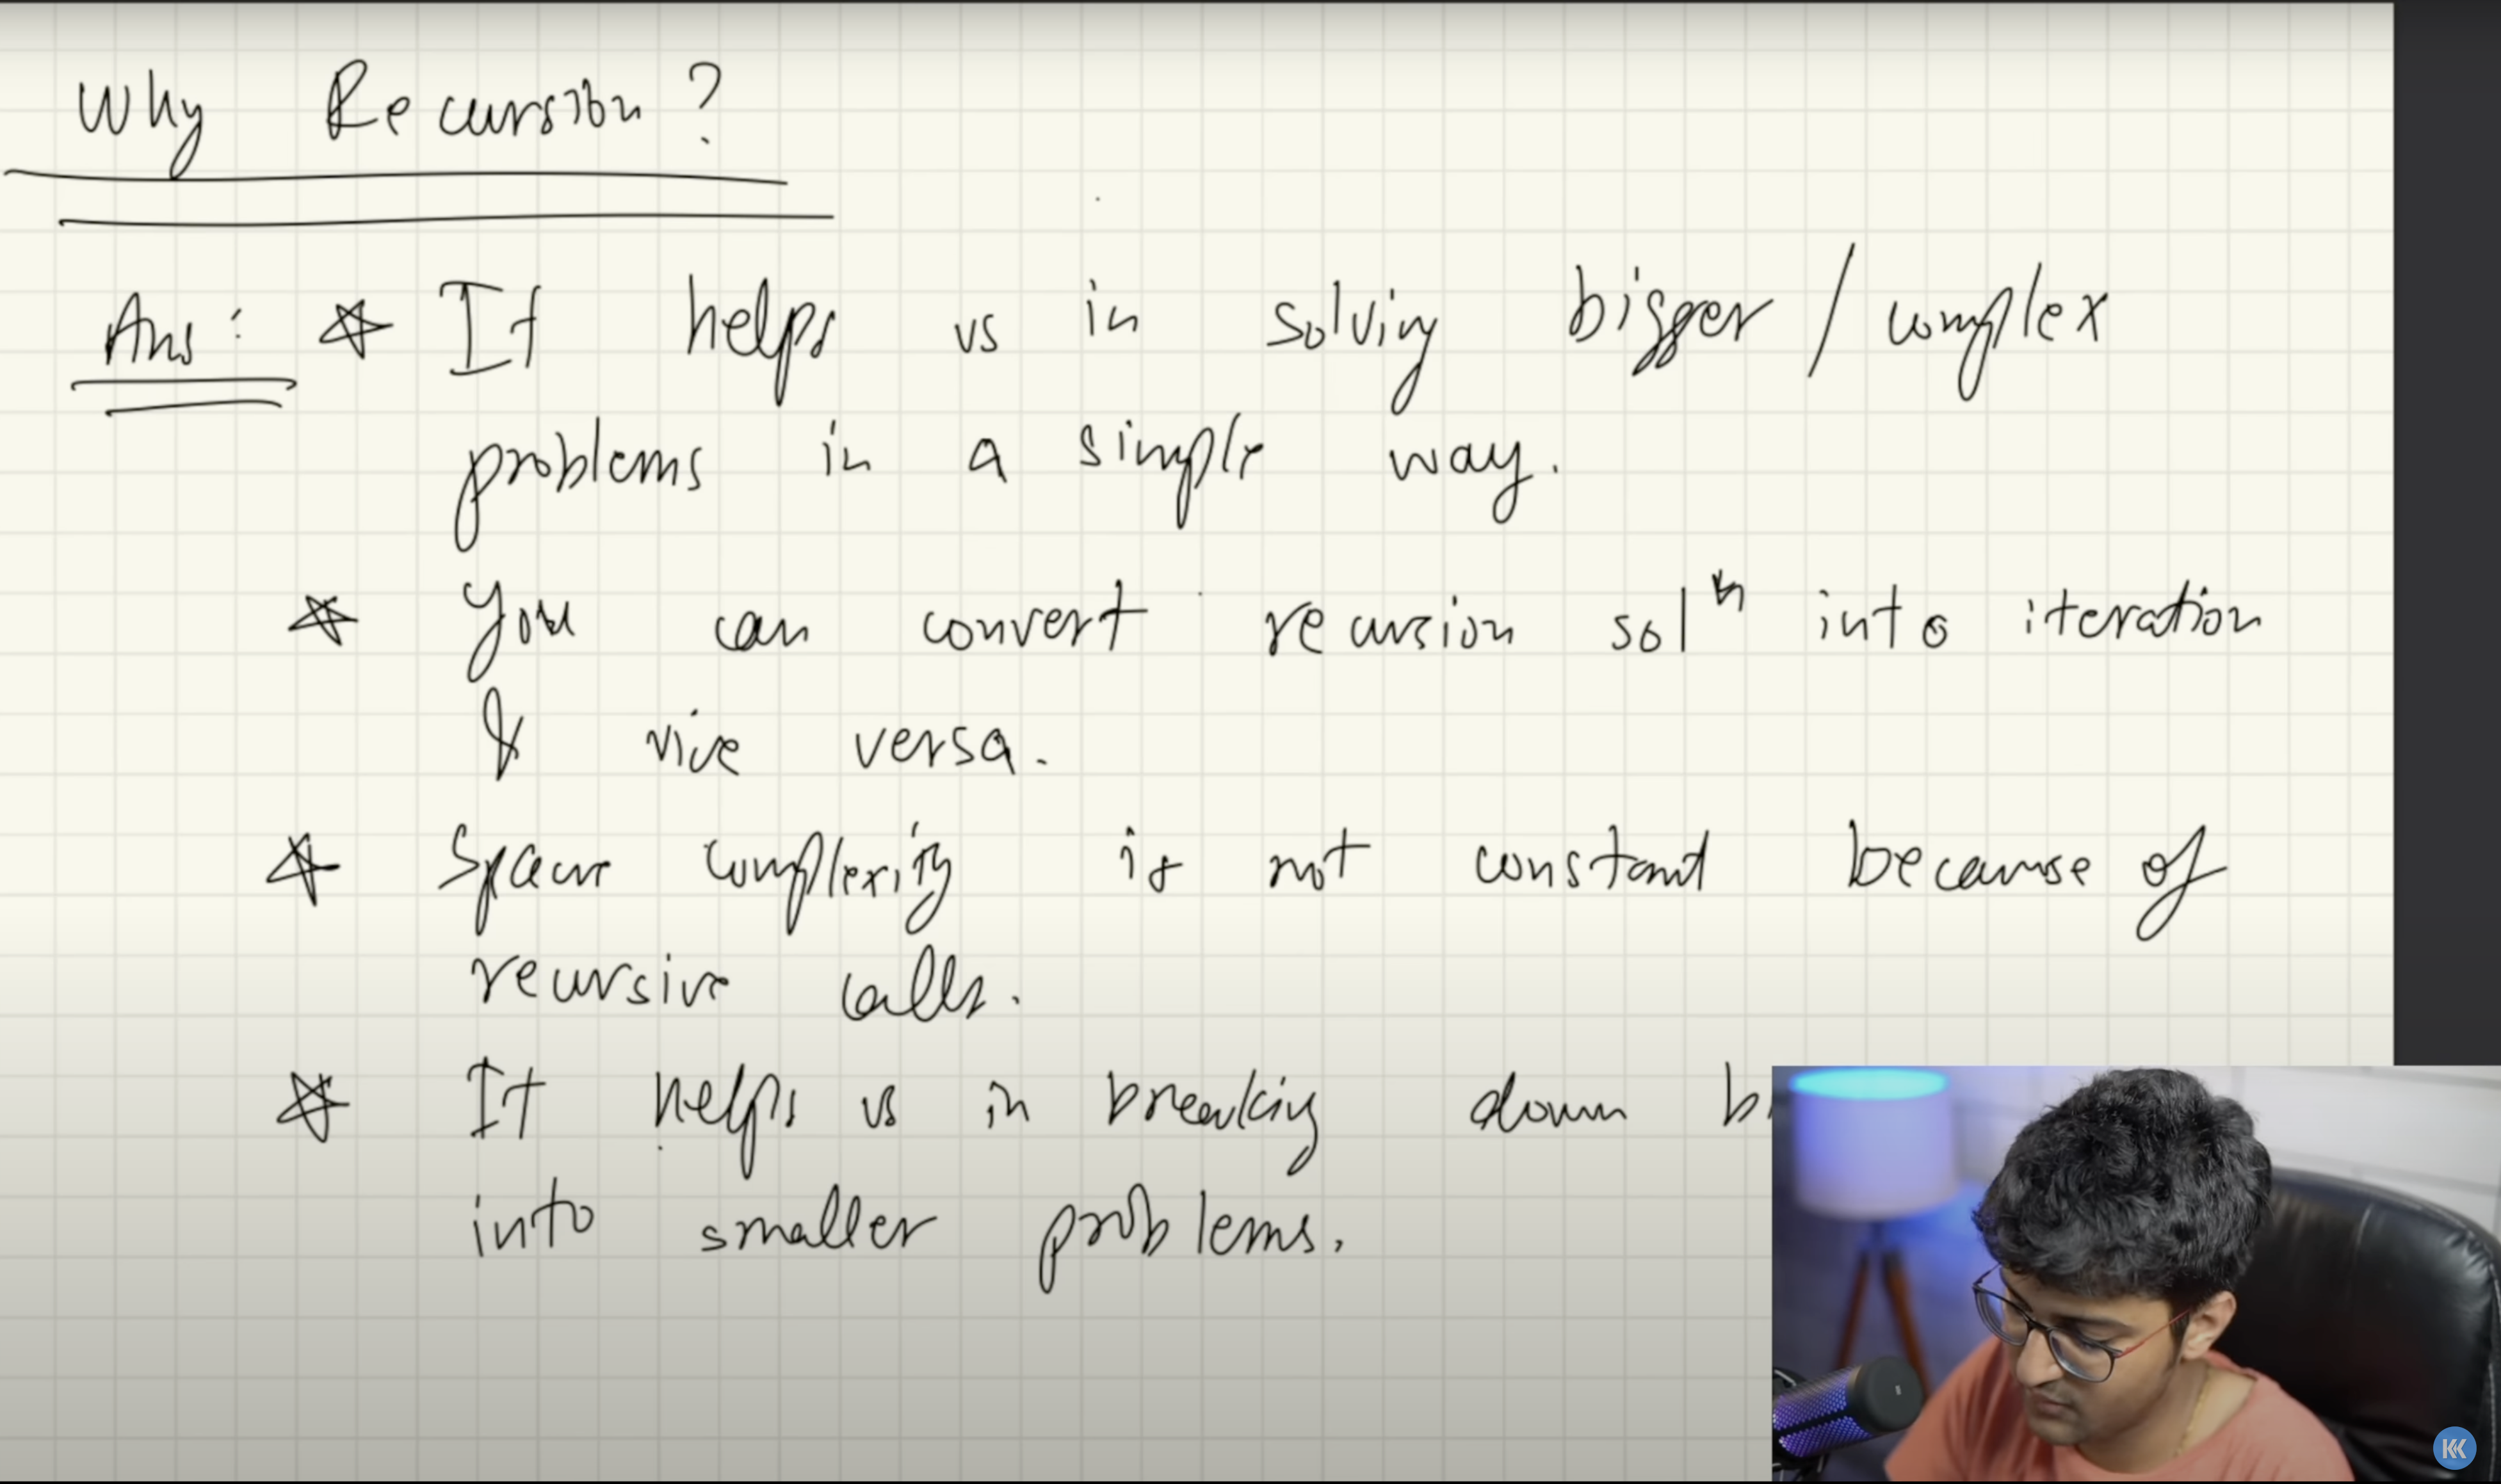 Why Recursion?
Ans: * It helps us in solving bigger / complex
problems in a simple way.
* You can convert recursion solⁿ into iteration
& vice versa.
* Space complexity is not constant because of
recursive calls.
* It helps us in breaking down
into smaller problems.
KK